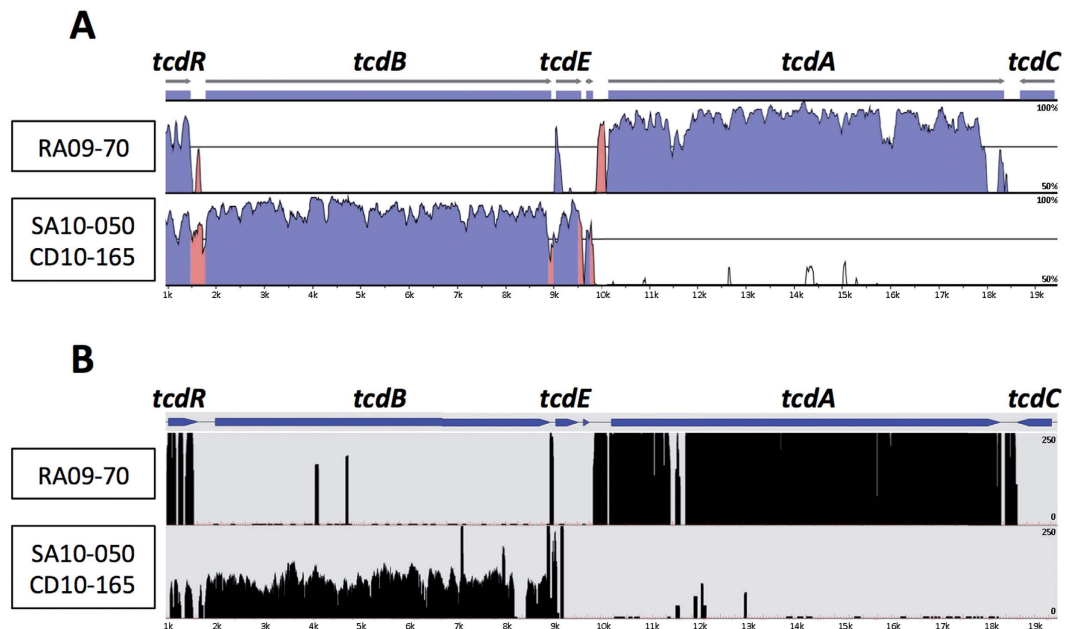 A
tcdR tcdB tcdE tcdA tcdC
RA09-70
100%
50%
SA10-050
CD10-165
100%
50%
1k 2k 3k 4k 5k 6k 7k 8k 9k 10k 11k 12k 13k 14k 15k 16k 17k 18k 19k
B
tcdR tcdB tcdE tcdA tcdC
RA09-70
250
0
SA10-050
CD10-165
250
0
1k 2k 3k 4k 5k 6k 7k 8k 9k 10k 11k 12k 13k 14k 15k 16k 17k 18k 19k